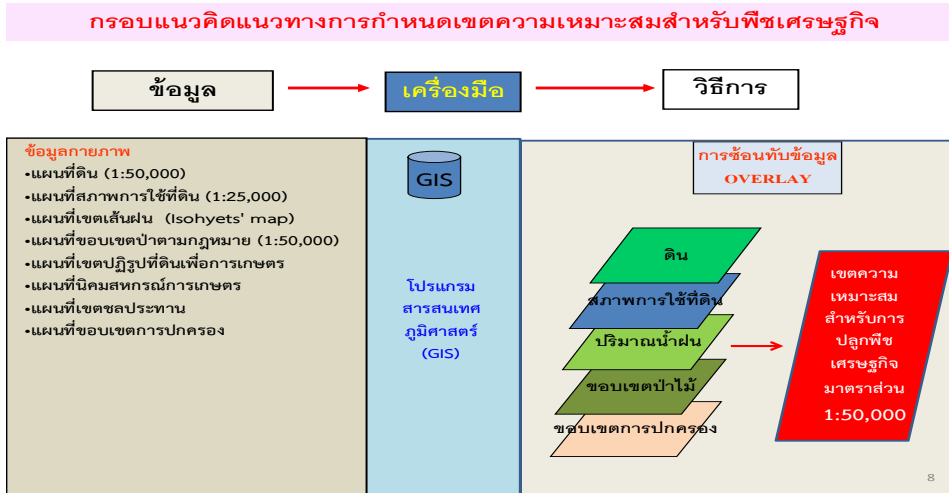 กรอบแนวคิดแนวทางการกำหนดเขตความเหมาะสมสำหรับพืชเศรษฐกิจ
ข้อมูล
เครื่องมือ
วิธีการ
ข้อมูลกายภาพ
•แผนที่ดิน (1:50,000)
•แผนที่สภาพการใช้ที่ดิน (1:25,000)
•แผนที่เขตเส้นฝน (Isohyets' map)
•แผนที่ขอบเขตป่าตามกฎหมาย (1:50,000)
•แผนที่เขตปฏิรูปที่ดินเพื่อการเกษตร
•แผนที่นิคมสหกรณ์การเกษตร
•แผนที่เขตชลประทาน
•แผนที่ขอบเขตการปกครอง
GIS
โปรแกรม
สารสนเทศ
ภูมิศาสตร์
(GIS)
การซ้อนทับข้อมูล
OVERLAY
ดิน
สภาพการใช้ที่ดิน
ปริมาณน้ำฝน
ขอบเขตป่าไม้
ขอบเขตการปกครอง
เขตความ
เหมาะสม
สำหรับการ
ปลูกพืช
เศรษฐกิจ
มาตราส่วน
1:50,000
8